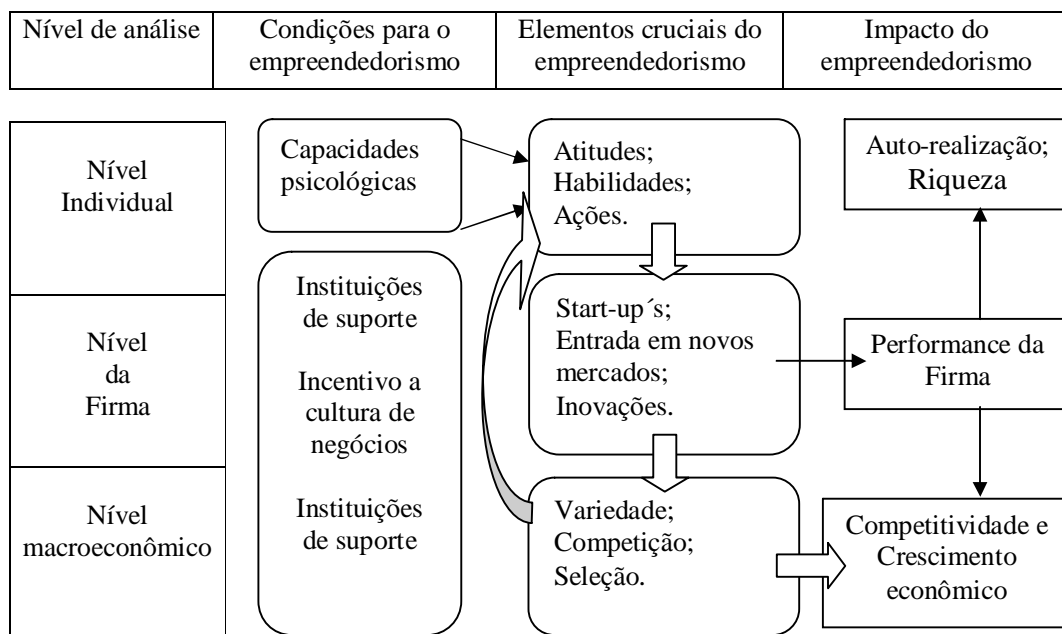 Nível de análise
Condições para o
empreendedorismo
Elementos cruciais do
empreendedorismo
Impacto do
empreendedorismo
Nível
Individual
Capacidades
psicológicas
Atitudes;
Habilidades;
Ações.
Auto-realização;
Riqueza
Nível
da
Firma
Instituições
de suporte
Incentivo a
cultura de
negócios
Instituições
de suporte
Start-up´s;
Entrada em novos
mercados;
Inovações.
Performance da
Firma
Nível
macroeconômico
Variedade;
Competição;
Seleção.
Competitividade e
Crescimento
econômico